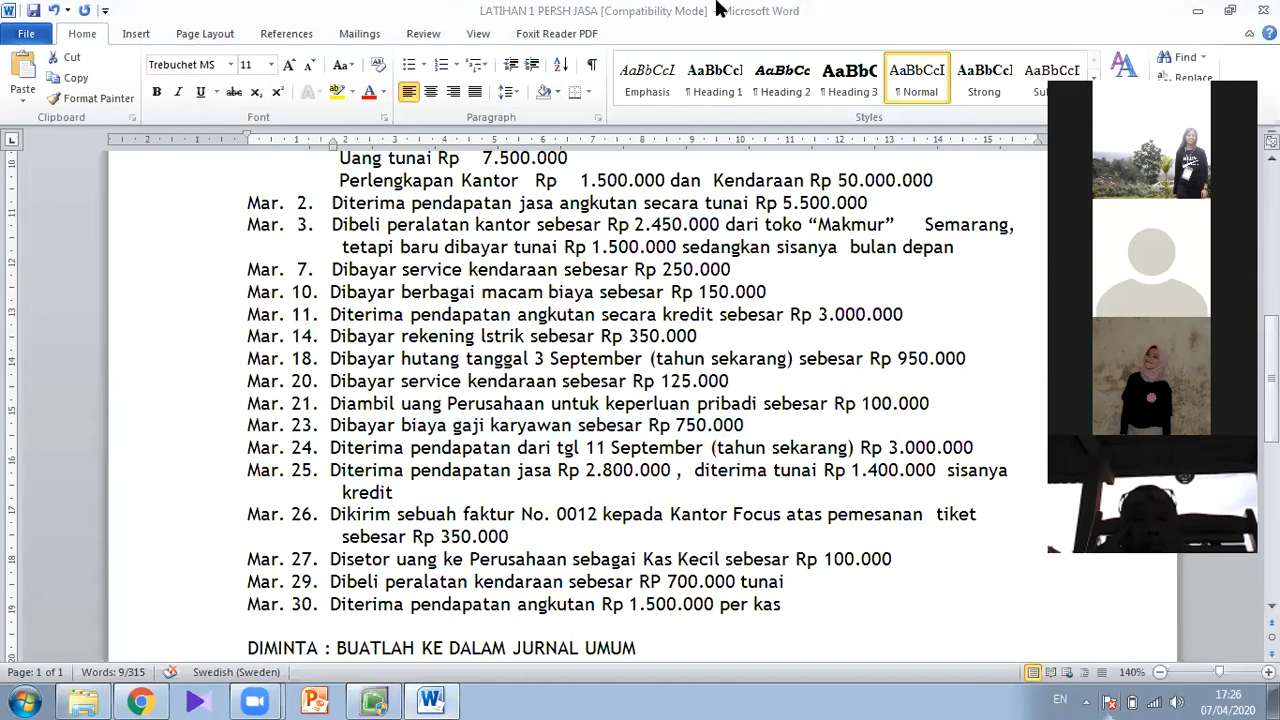 LATIHAN 1 PERSH JASA [Compatibility Mode] - Microsoft Word
File Home Insert Page Layout References Mailings Review View Foxit Reader PDF
Cut
Copy
Format Painter
Paste
Clipboard
Trebuchet MS 11
Font
Paragraph
AaBbCcI AaBbCcI AaBbCc AaBbC AaBbCcI AaBbCcI AaBbCcI
Emphasis ¶ Heading 1 ¶ Heading 2 ¶ Heading 3 ¶ Normal Strong Sub
Styles
Find
Replace
Uang tunai Rp 7.500.000
Perlengkapan Kantor Rp 1.500.000 dan Kendaraan Rp 50.000.000
Mar. 2. Diterima pendapatan jasa angkutan secara tunai Rp 5.500.000
Mar. 3. Dibeli peralatan kantor sebesar Rp 2.450.000 dari toko “Makmur” Semarang,
tetapi baru dibayar tunai Rp 1.500.000 sedangkan sisanya bulan depan
Mar. 7. Dibayar service kendaraan sebesar Rp 250.000
Mar. 10. Dibayar berbagai macam biaya sebesar Rp 150.000
Mar. 11. Diterima pendapatan angkutan secara kredit sebesar Rp 3.000.000
Mar. 14. Dibayar rekening lstrik sebesar Rp 350.000
Mar. 18. Dibayar hutang tanggal 3 September (tahun sekarang) sebesar Rp 950.000
Mar. 20. Dibayar service kendaraan sebesar Rp 125.000
Mar. 21. Diambil uang Perusahaan untuk keperluan pribadi sebesar Rp 100.000
Mar. 23. Dibayar biaya gaji karyawan sebesar Rp 750.000
Mar. 24. Diterima pendapatan dari tgl 11 September (tahun sekarang) Rp 3.000.000
Mar. 25. Diterima pendapatan jasa Rp 2.800.000 , diterima tunai Rp 1.400.000 sisanya
kredit
Mar. 26. Dikirim sebuah faktur No. 0012 kepada Kantor Focus atas pemesanan tiket
sebesar Rp 350.000
Mar. 27. Disetor uang ke Perusahaan sebagai Kas Kecil sebesar Rp 100.000
Mar. 29. Dibeli peralatan kendaraan sebesar RP 700.000 tunai
Mar. 30. Diterima pendapatan angkutan Rp 1.500.000 per kas
DIMINTA : BUATLAH KE DALAM JURNAL UMUM
Page: 1 of 1 Words: 9/315 Swedish (Sweden) 140%
EN
17:26
07/04/2020